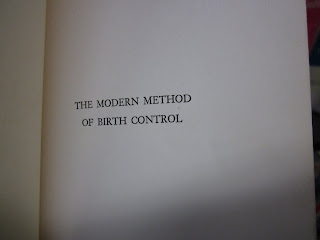 THE MODERN METHOD
OF BIRTH CONTROL